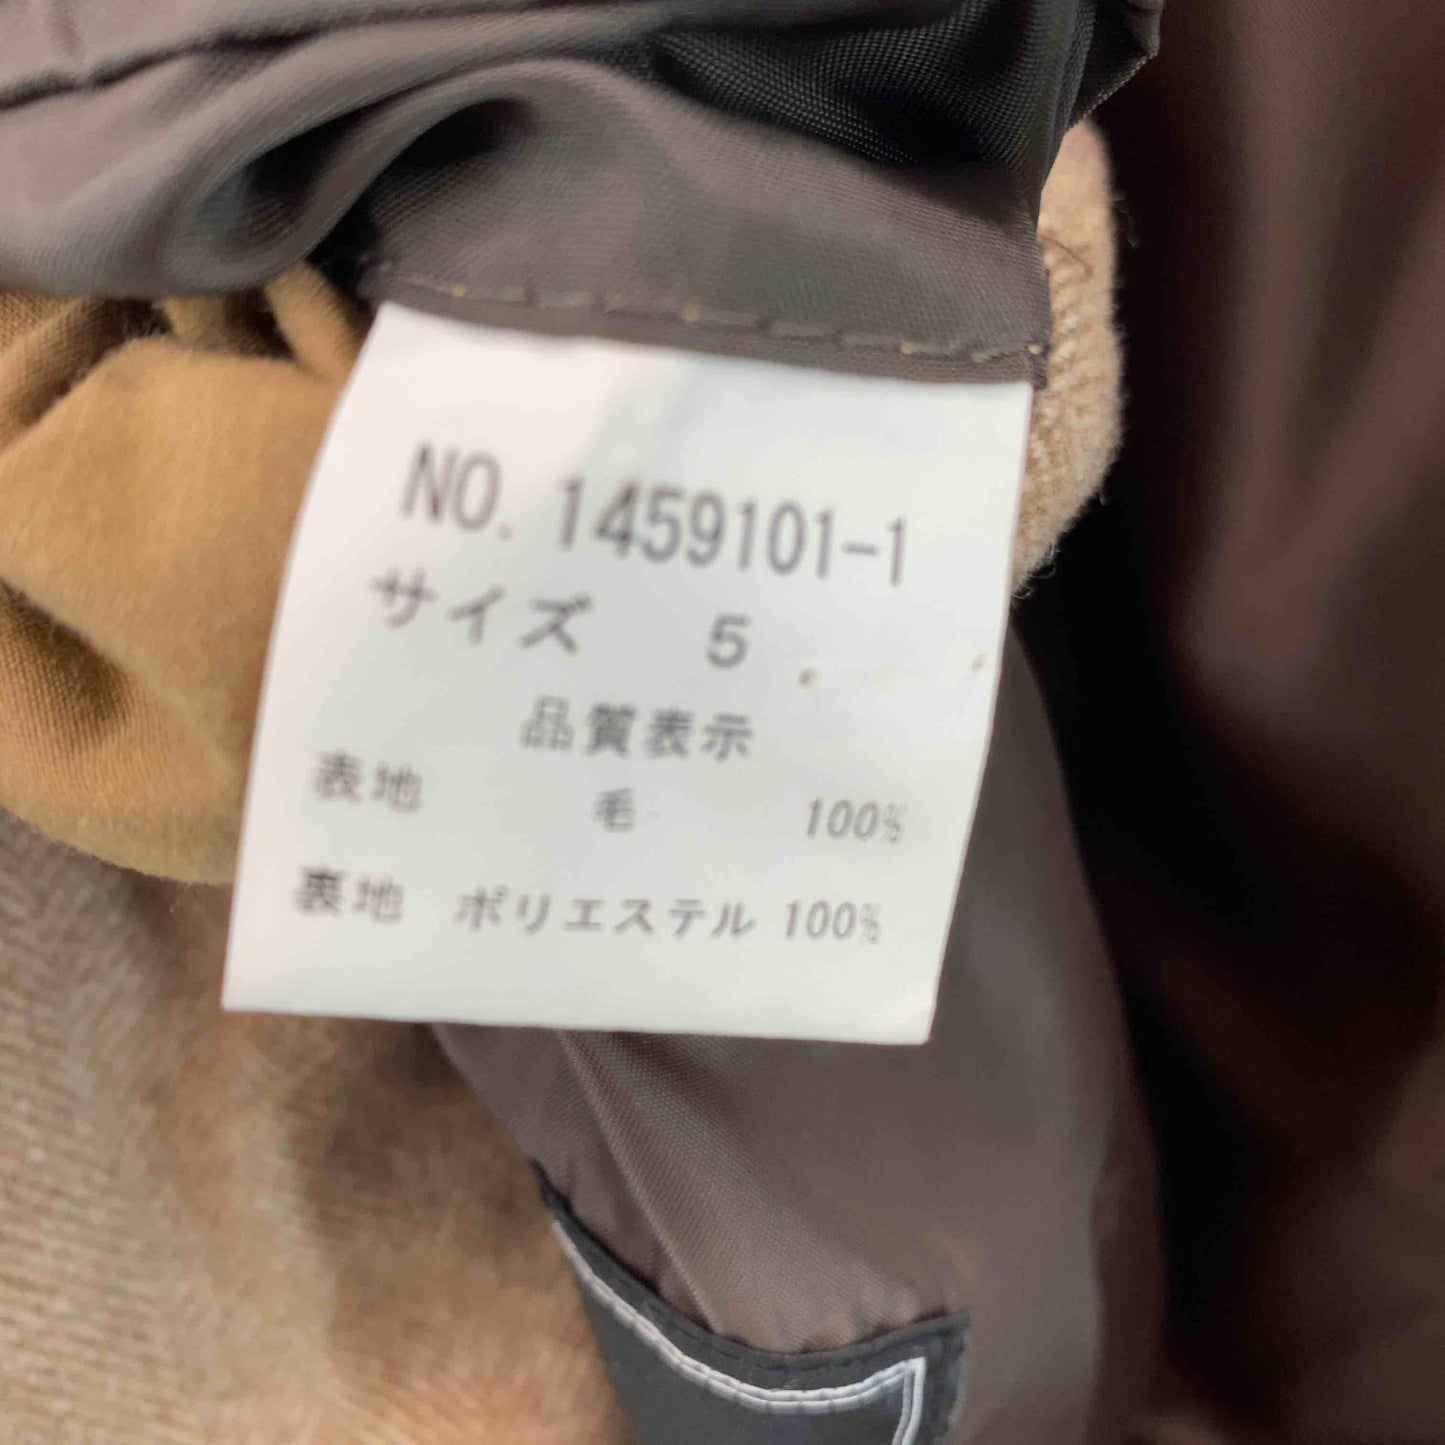 NO. 1459101-1
サイズ 5
品質表示
表地 毛 100%
裏地 ポリエステル 100%